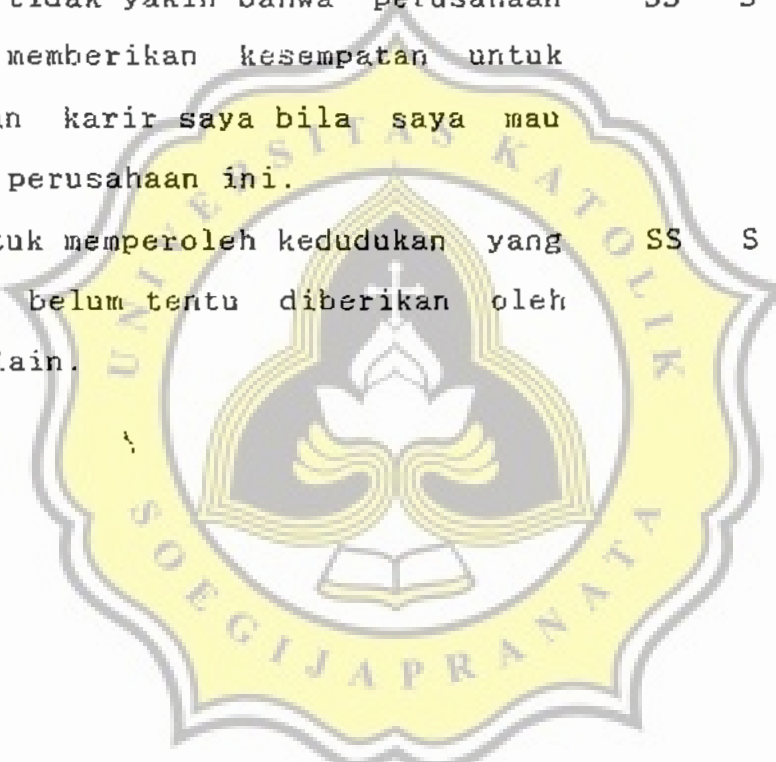 tidak yakin bahwa perusahaan SS S
memberikan kesempatan untuk
n karir saya bila saya mau
perusahaan ini.
tuk memperoleh kedudukan yang SS S
belum tentu diberikan oleh
lain.
UNIVERSITAS KATOLIK
SOEGIJAPRANATA